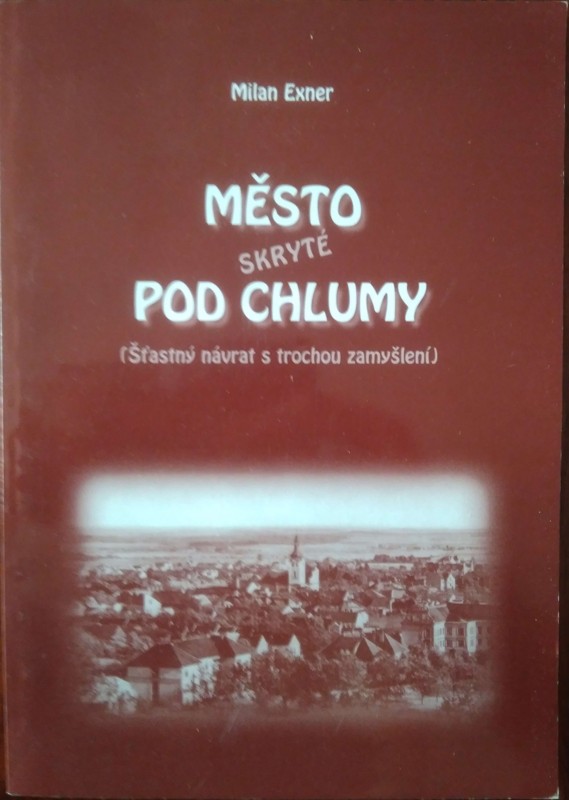 Milan Exner
MĚSTO
SKRYTÉ
POD CHLUMY
(Šťastný návrat s trochou zamyšlení)